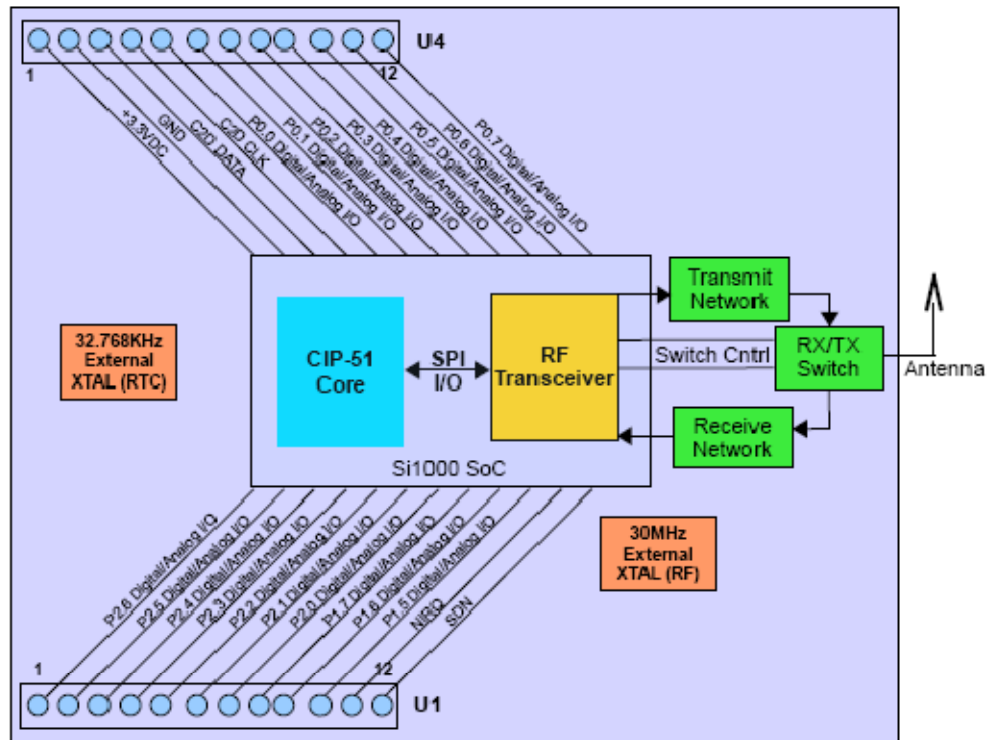 U4
1
12
+3.3VDC
GND
C2D DATA
C2D CLK
P0.0 Digital/Analog I/O
P0.1 Digital/Analog I/O
P0.2 Digital/Analog I/O
P0.3 Digital/Analog I/O
P0.4 Digital/Analog I/O
P0.5 Digital/Analog I/O
P0.6 Digital/Analog I/O
P0.7 Digital/Analog I/O
32.768KHz
External
XTAL (RTC)
CIP-51
Core
SPI
I/O
RF
Transceiver
Si1000 SoC
Transmit
Network
Switch Cntrl
RX/TX
Switch
Antenna
Receive
Network
30MHz
External
XTAL (RF)
P2.6 Digital/Analog I/O
P2.5 Digital/Analog I/O
P2.4 Digital/Analog I/O
P2.3 Digital/Analog I/O
P2.2 Digital/Analog I/O
P2.1 Digital/Analog I/O
P2.0 Digital/Analog I/O
P1.7 Digital/Analog I/O
P1.6 Digital/Analog I/O
P1.5 Digital/Analog I/O
NIRQ
SDN
1
12
U1